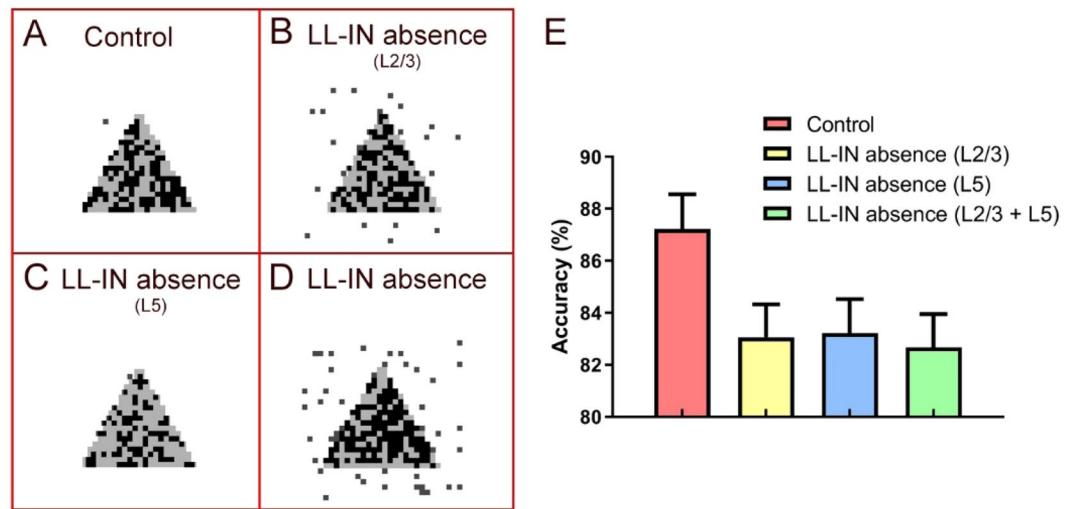 A Control
B LL-IN absence
(L2/3)
C LL-IN absence
(L5)
D LL-IN absence
E
Control
LL-IN absence (L2/3)
LL-IN absence (L5)
LL-IN absence (L2/3 + L5)
Accuracy (%)
90
88
86
84
82
80